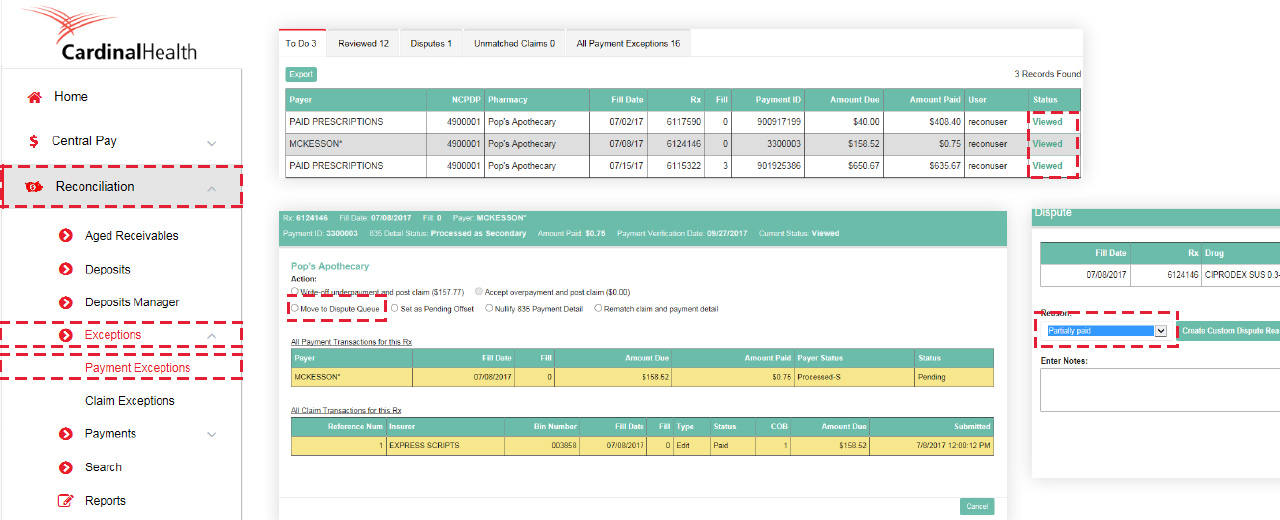 CardinalHealth
Home
Central Pay
Reconciliation
Aged Receivables
Deposits
Deposits Manager
Exceptions
Payment Exceptions
Claim Exceptions
Payments
Search
Reports
To Do 3 Reviewed 12 Disputes 1 Unmatched Claims 0 All Payment Exceptions 16
Export 3 Records Found
Payer NCPDP Pharmacy Fill Date Rx Fill Payment ID Amount Due Amount Paid User Status
PAID PRESCRIPTIONS 4900001 Pop's Apothecary 07/02/17 6117590 0 900917199 $40.00 $408.40 reconuser Viewed
MCKESSON* 4900001 Pop's Apothecary 07/08/17 6124146 0 3300003 $158.52 $0.75 reconuser Viewed
PAID PRESCRIPTIONS 4900001 Pop's Apothecary 07/15/17 6115322 3 901925386 $650.67 $635.67 reconuser Viewed
Rx: 6124146 Fill Date: 07/08/2017 Fill: 0 Payer: MCKESSON*
Payment ID: 3300003 835 Detail Status: Processed as Secondary Amount Paid: $0.75 Payment Verification Date: 09/27/2017 Current Status: Viewed
Pop's Apothecary
Action:
Write-off underpayment and post claim ($157.77) Accept overpayment and post claim ($0.00)
Move to Dispute Queue Set as Pending Offset Nullify 835 Payment Detail Rematch claim and payment detail
All Payment Transactions for this Rx
Payer Fill Date Fill Amount Due Amount Paid Payer Status Status
MCKESSON* 07/08/2017 0 $158.52 $0.75 Processed-S Pending
All Claim Transactions for this Rx
Reference Num Insurer Bin Number Fill Date Fill Type Status COB Amount Due Submitted
1 EXPRESS SCRIPTS 003858 07/08/2017 0 Edit Paid 1 $158.52 7/8/2017 12:00:12 PM
Cancel
Dispute
Fill Date Rx Drug
07/08/2017 6124146 CIPRODEX SUS 0.3-
Reason:
Partially paid Create Custom Dispute Rea
Enter Notes: